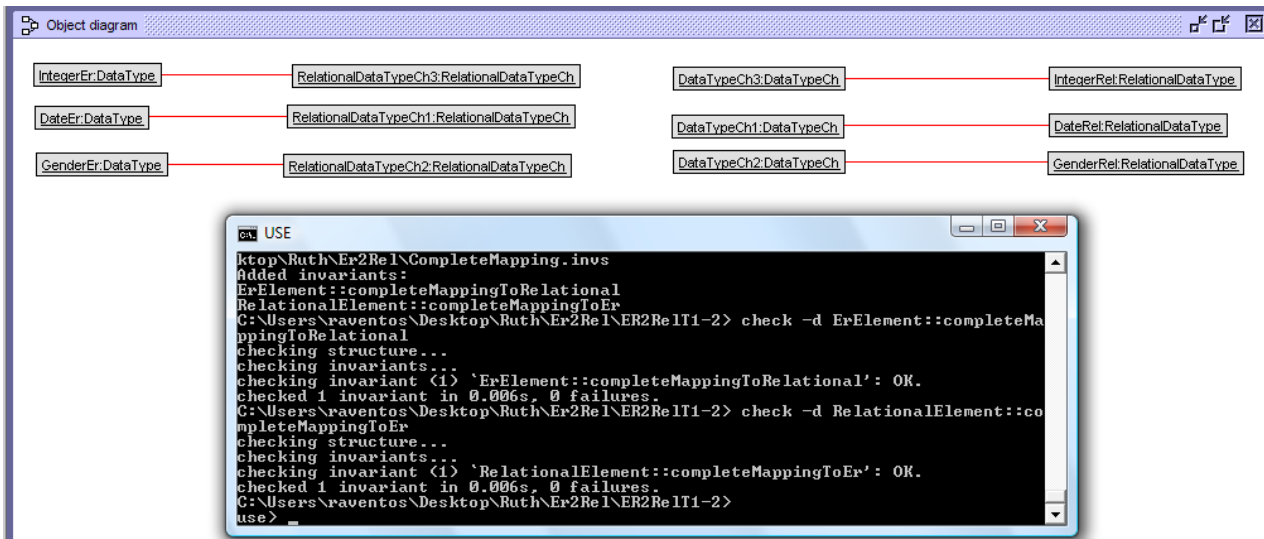 Object diagram
IntegerEr:DataType
RelationalDataTypeCh3:RelationalDataTypeCh
DataTypeCh3:DataTypeCh
IntegerRel:RelationalDataType
DateEr:DataType
RelationalDataTypeCh1:RelationalDataTypeCh
DataTypeCh1:DataTypeCh
DateRel:RelationalDataType
GenderEr:DataType
RelationalDataTypeCh2:RelationalDataTypeCh
DataTypeCh2:DataTypeCh
GenderRel:RelationalDataType
C:\. USE
ktop\Ruth\Er2Rel\CompleteMapping.invs
Added invariants:
ErElement::completeMappingToRelational
RelationalElement::completeMappingToEr
C:\Users\raventos\Desktop\Ruth\Er2Rel\ER2RelT1-2> check -d ErElement::completeMa
ppingToRelational
checking structure...
checking invariants...
checking invariant (1) `ErElement::completeMappingToRelational': OK.
checked 1 invariant in 0.006s, 0 failures.
C:\Users\raventos\Desktop\Ruth\Er2Rel\ER2RelT1-2> check -d RelationalElement::co
mpleteMappingToEr
checking structure...
checking invariants...
checking invariant (1) `RelationalElement::completeMappingToEr': OK.
checked 1 invariant in 0.006s, 0 failures.
C:\Users\raventos\Desktop\Ruth\Er2Rel\ER2RelT1-2>
use> _